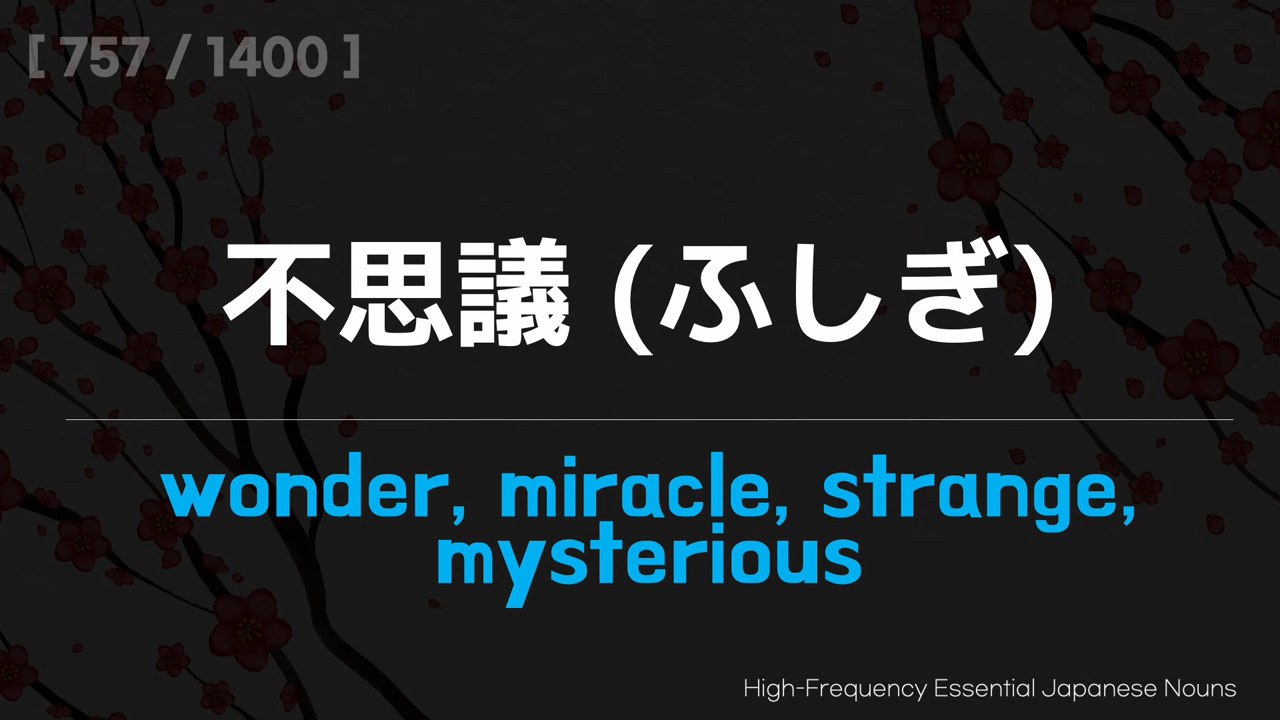 [ 757 / 1400 ]
不思議 (ふしぎ)
wonder, miracle, strange,
mysterious
High-Frequency Essential Japanese Nouns